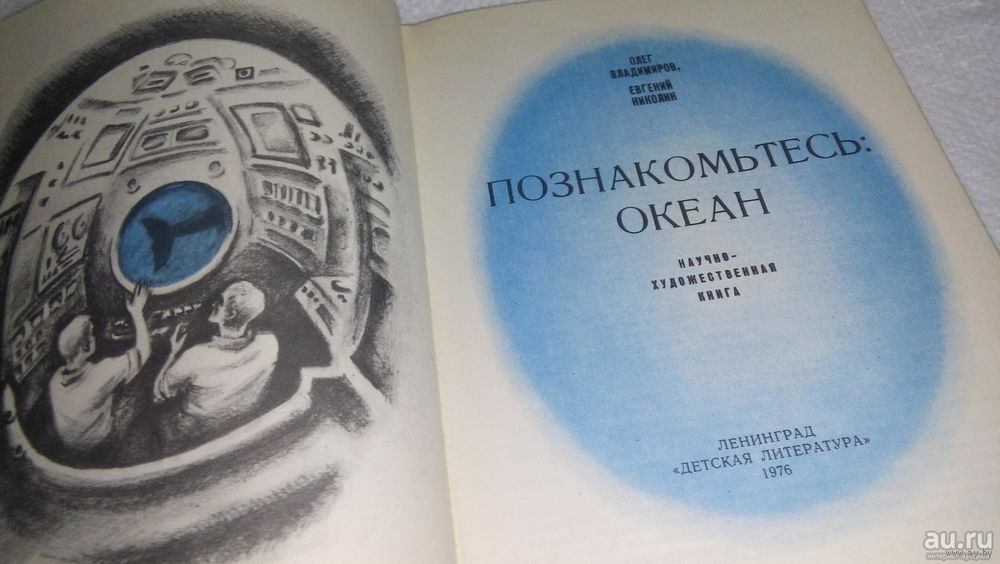 ОЛЕГ
ВЛАДИМИРОВ,
ЕВГЕНИЙ
НИКОЛИН
ПОЗНАКОМЬТЕСЬ:
ОКЕАН
НАУЧНО-
ХУДОЖЕСТВЕННАЯ
КНИГА
ЛЕНИНГРАД
«ДЕТСКАЯ ЛИТЕРАТУРА»
1976
au.ru